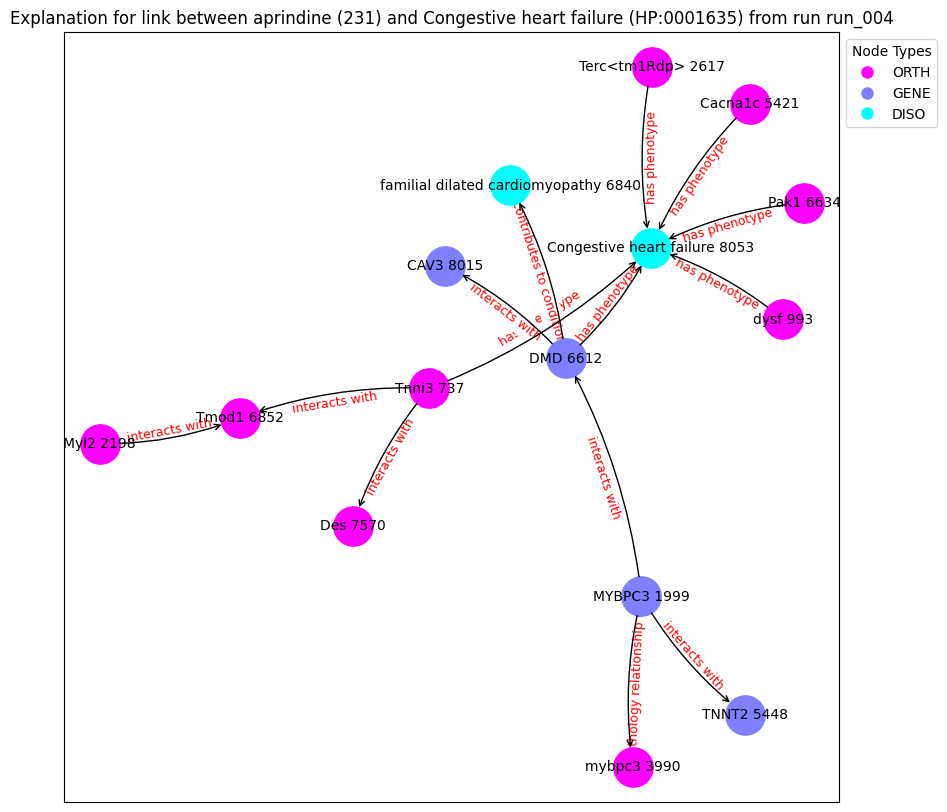 Explanation for link between aprindine (231) and Congestive heart failure (HP:0001635) from run run_004
Node Types
ORTH
GENE
DISO
Terc<tm1Rdp> 2617
Cacna1c 5421
has phenotype
has phenotype
familial dilated cardiomyopathy 6840
Pak1 6634
has phenotype
contributes to condition
Congestive heart failure 8053
CAV3 8015
has phenotype
has phenotype
interacts with
dysf 993
DMD 6612
Tnni3 737
interacts with
Tmod1 6852
interacts with
Myl2 2198
interacts with
interacts with
Des 7570
MYBPC3 1999
interacts with
relationship
TNNT2 5448
mybpc3 3990